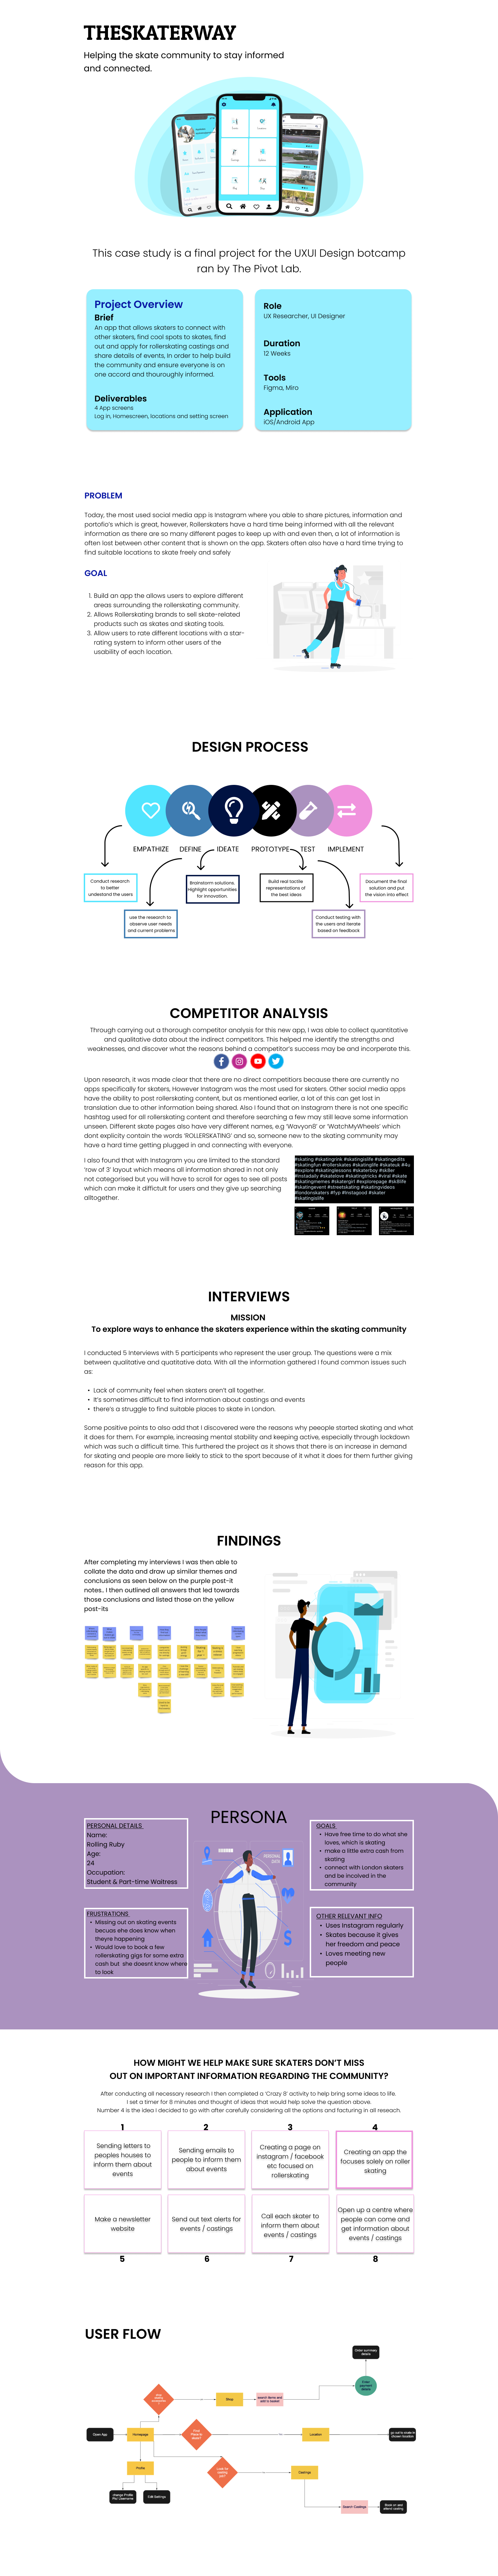 THESKATERWAY
Helping the skate community to stay informed
and connected.
This case study is a final project for the UXUI Design botcamp
ran by The Pivot Lab.
Project Overview
Brief
An app that allows skaters to connect with
other skaters, find cool spots to skates, find
out and apply for rollerskating castings and
share details of events, in order to help build
the community and ensure everyone is on
one accord and thouroughly informed.
Deliverables
4 App screens
Log in, Homescreen, locations and setting screen
Role
UX Researcher, UI Designer
Duration
12 Weeks
Tools
Figma, Miro
Application
iOS/Android App
PROBLEM
Today, the most used social media app is Instagram where you able to share pictures, information and
portofio's which is great, however, Rollerskaters have a hard time being informed with all the relevant
information as there are so many different pages to keep up with and even then, a lot of information is
often lost between other content that is shown on the app. Skaters often also have a hard time trying to
find suitable locations to skate freely and safely
GOAL
1. Build an app the allows users to explore different
areas surrounding the rollerskating community.
2. Allows Rollerskating brands to sell skate-related
products such as skates and skating tools.
3. Allow users to rate different locations with a star-
rating system to inform other users of the
usability of each location.
DESIGN PROCESS
EMPATHIZE DEFINE IDEATE PROTOTYPE TEST IMPLEMENT
Conduct research
to better
undestand the users
use the research to
observe user needs
and current problems
Brainstorm solutions.
Highlight opportunities
for innovation.
Build real tactile
representations of
the best ideas
Conduct testing with
the users and iterate
based on feedback
Document the final
solution and put
the vision into effect
COMPETITOR ANALYSIS
Through carrying out a thorough competitor analysis for this new app, I was able to collect quantitative
and qualitative data about the indirect competitors. This helped me identify the strengths and
weaknesses, and discover what the reasons behind a competitor's success may be and incorporate this.
Upon research, it was made clear that there are no direct competitors because there are currently no
apps specifically for skaters, However Instagram was the most used for skaters. Other social media apps
have the ability to post rollerskating content, but as mentioned earlier, a lot of this can get lost in
translation due to other information being shared. Also I found that on Instagram there is not one specific
hashtag used for all rollerskating content and therefore searching a few may still leave some information
unseen. Different skate pages also have very different names, e.g 'WavyonB' or 'WatchMyWheels' which
dont explicity contain the words 'ROLLERSKATING' and so, someone new to the skating community may
have a hard time getting plugged in and connecting with everyone.
I also found that with Instagram you are limited to the standard
'row of 3' layout which means all information shared in not only
not categorisied but you will have to scroll for ages to see all posts
which can make it difficult for users and they give up searching
alltogether.
#skating #skatingrink #skatingislife #skatingedits
#skatingfun #rollerskates #skatinglife #skateuk #4u
#explore #skatinglessons #skaterboy #skiller
#instadaily #skatelove #skatingtricks #viral #skate
#skatingmemes #skatergirl #explorepage #sk8life
#skatingevent #streetskating #skatingvideos
#londonskaters #fyp #instagood #skater
#skatingislife
INTERVIEWS
MISSION
To explore ways to enhance the skaters experience within the skating community
I conducted 5 Interviews with 5 participants who represent the user group. The questions were a mix
between qualitative and quatitative data. With all the information gathered I found common issues such
as:
• Lack of community feel when skaters aren't all together.
• It's sometimes difficult to find information about castings and events
• there's a struggle to find suitable places to skate in London.
Some positive points to also add that I discovered were the reasons why peopple started skating and what
it does for them. For example, increasing mental stability and keeping active, especially through lockdown
which was such a difficult time. This furthered the project as it shows that there is an increase in demand
for skating and people are more liekly to stick to the sport because of it what it does for them further giving
reason for this app.
FINDINGS
After completing my interviews I was then able to
collate the data and draw up similar themes and
conclusions as seen below on the purple post-it
notes.. I then outlined all answers that led towards
those conclusions and listed those on the yellow
post-its
PERSONA
PERSONAL DETAILS
Name:
Rolling Ruby
Age:
24
Occupation:
Student & Part-time Waitress
GOALS
• Have free time to do what she
loves, which is skating
• make a little extra cash from
skating
• connect with London skaters
and be incolved in the
community
FRUSTRATIONS
• Missing out on skating events
becuas ehe does know when
theyre happening
• Would love to book a few
rollerskating gigs for some extra
cash but she doesnt know where
to look
OTHER RELEVANT INFO
• Uses Instagram regularly
• Skates because it gives
her freedom and peace
• Loves meeting new
people
HOW MIGHT WE HELP MAKE SURE SKATERS DON'T MISS
OUT ON IMPORTANT INFORMATION REGARDING THE COMMUNITY?
After conducting all necessary research I then completed a 'Crazy 8' activity to help bring some ideas to life.
I set a timer for 8 minutes and thought of ideas that would help solve the question above.
Number 4 is the idea I decided to go with after carefully considering all the options and facturing in all reseach.
1
Sending letters to
peoples houses to
inform them about
events
2
Sending emails to
people to inform them
about events
3
Creating a page on
instagram / facebook
etc focused on
rollerskating
4
Creating an app the
focuses solely on roller
skating
Make a newsletter
website
5
Send out text alerts for
events / castings
6
Call each skater to
inform them about
events / castings
7
Open up a centre where
people can come and
get information about
events / castings
8
USER FLOW
Shop
search items and
add to basket
Opens App
Homepage
Location
Profile
Castings
change Profile
Pic/ Username
Edit Settings
Search Castings